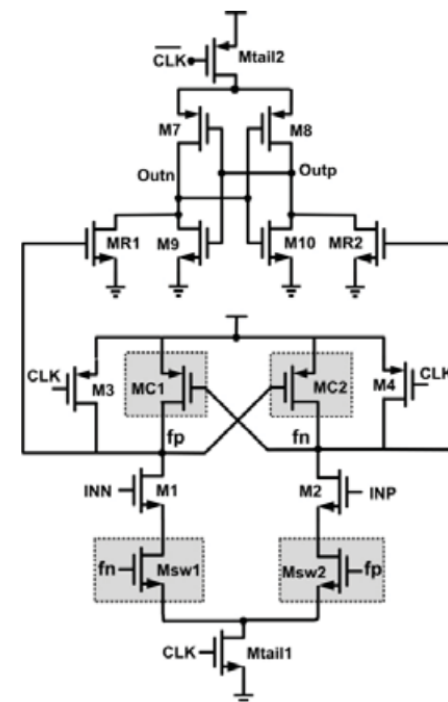 CLK Mtail2
M7 M8
Outn Outp
MR1 M9 M10 MR2
CLK M3 MC1 MC2 M4 CLK
fp fn
INN M1 M2 INP
fn Msw1 Msw2 fp
CLK Mtail1